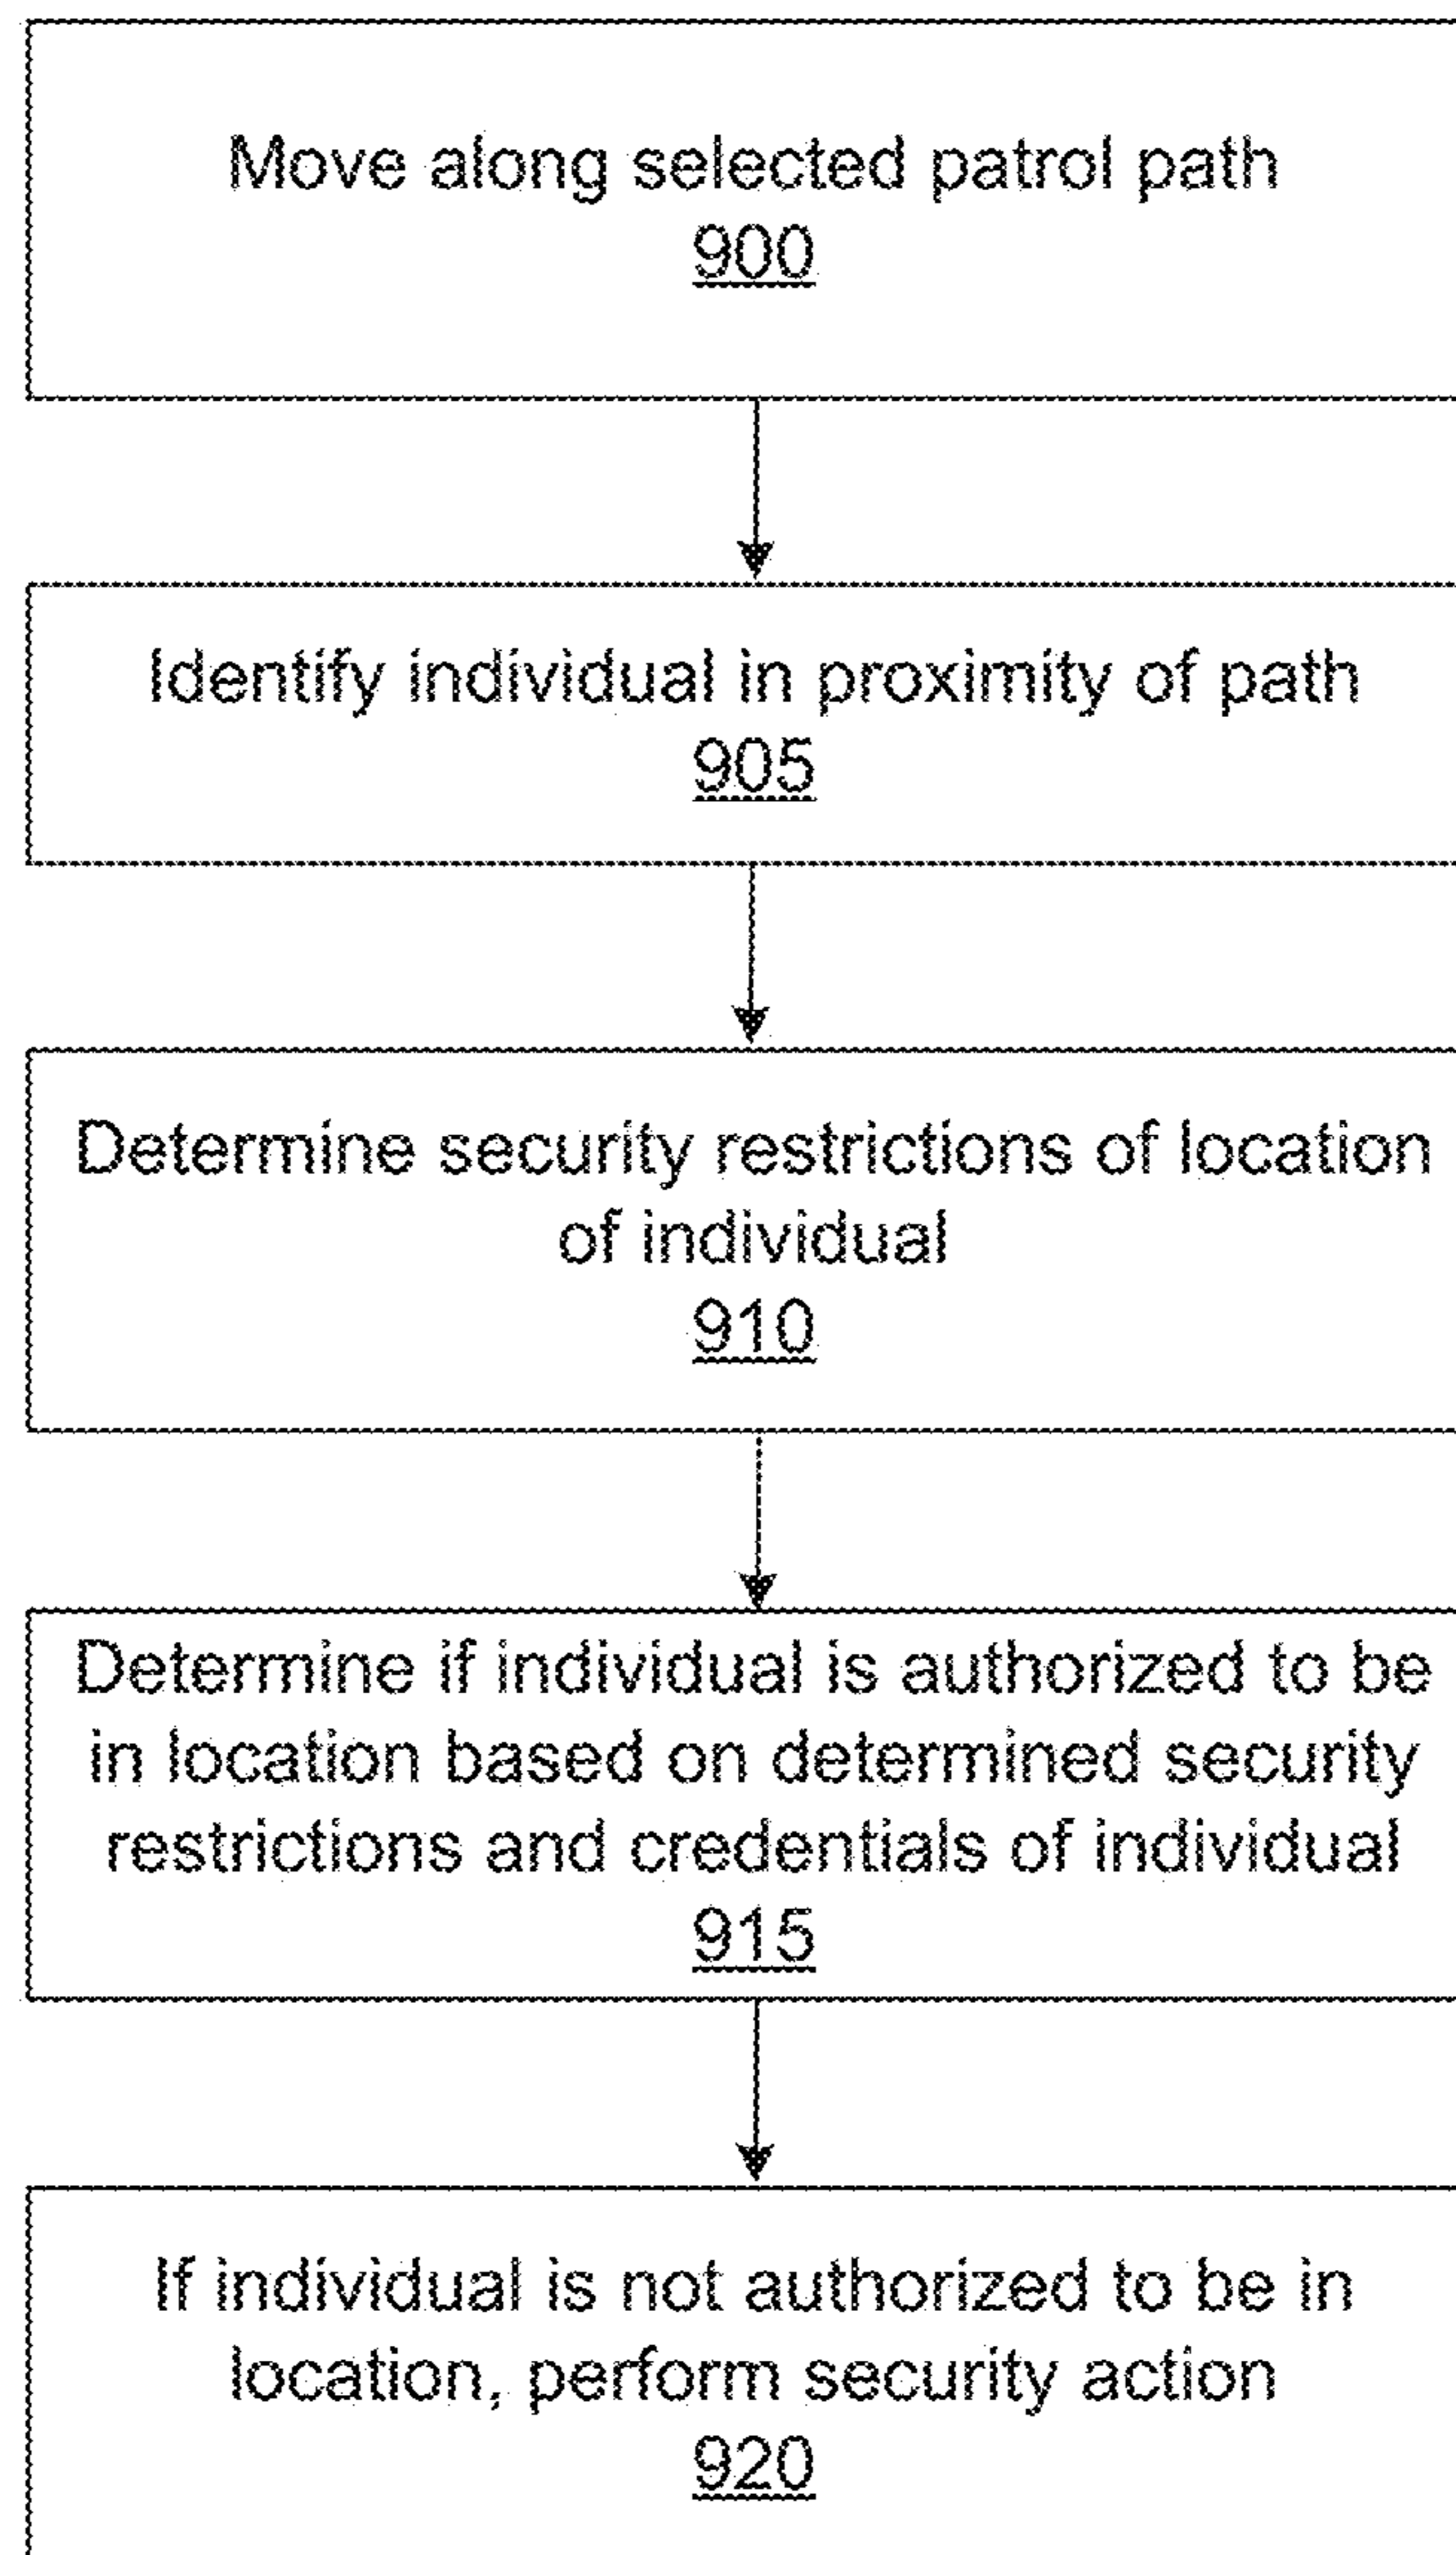 Move along selected patrol path
900
Identify individual in proximity of path
905
Determine security restrictions of location
of individual
910
Determine if individual is authorized to be
in location based on determined security
restrictions and credentials of individual
915
If individual is not authorized to be in
location, perform security action
920